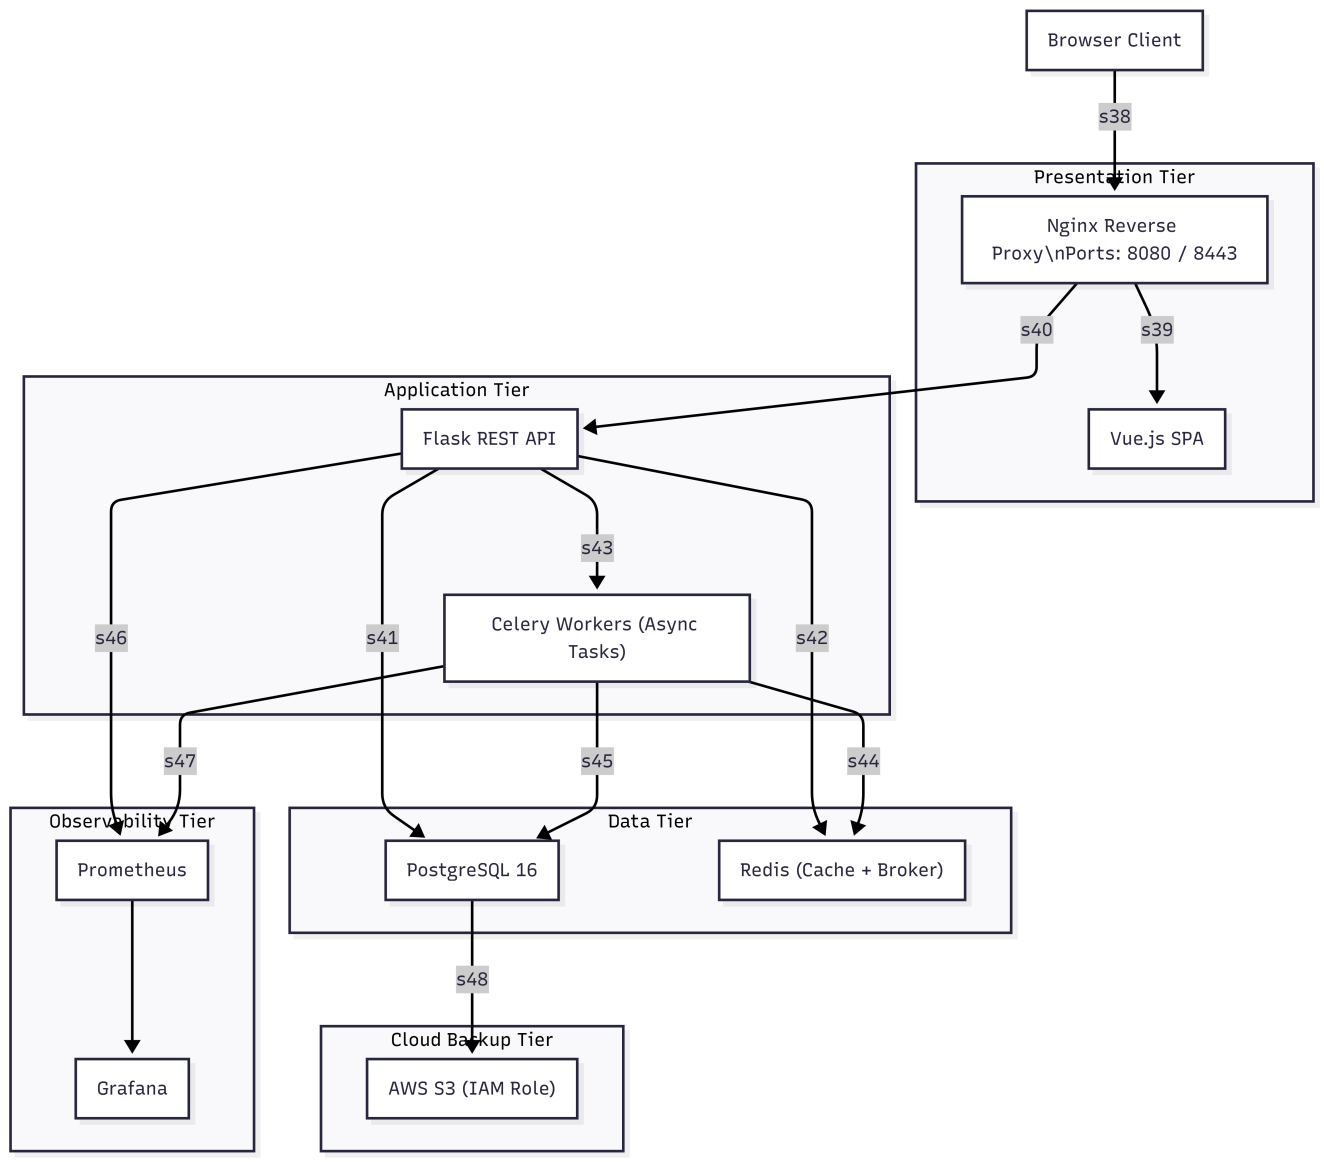 Browser Client
s38
Presentation Tier
Nginx Reverse
Proxy\nPorts: 8080 / 8443
s40
s39
Application Tier
Flask REST API
Vue.js SPA
s43
Celery Workers (Async
Tasks)
s46
s41
s42
s47
s45
s44
Observability Tier
Data Tier
Prometheus
PostgreSQL 16
Redis (Cache + Broker)
s48
Cloud Backup Tier
Grafana
AWS S3 (IAM Role)